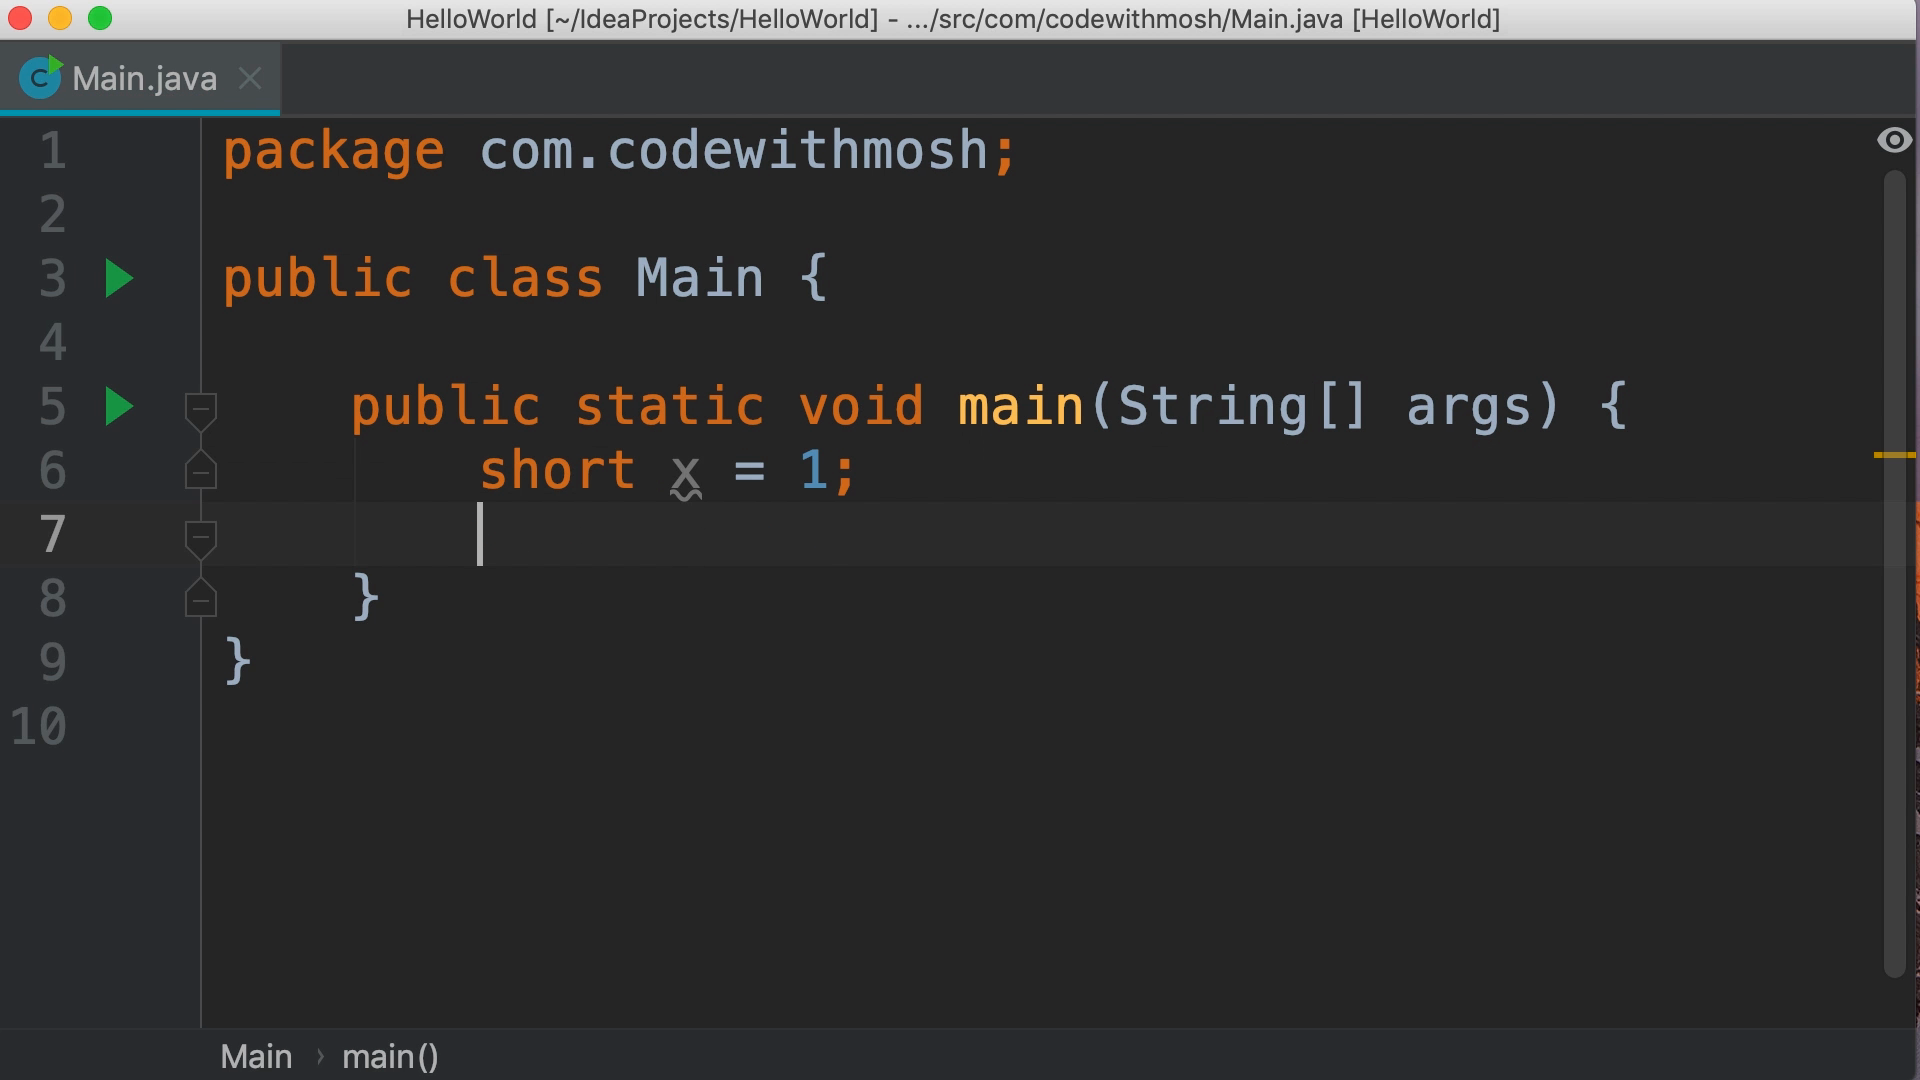 HelloWorld [~/IdeaProjects/HelloWorld] - .../src/com/codewithmosh/Main.java [HelloWorld]
C Main.java
1 package com.codewithmosh;
2
3 public class Main {
4
5 public static void main(String[] args) {
6 short x = 1;
7
8 }
9 }
10
Main › main()